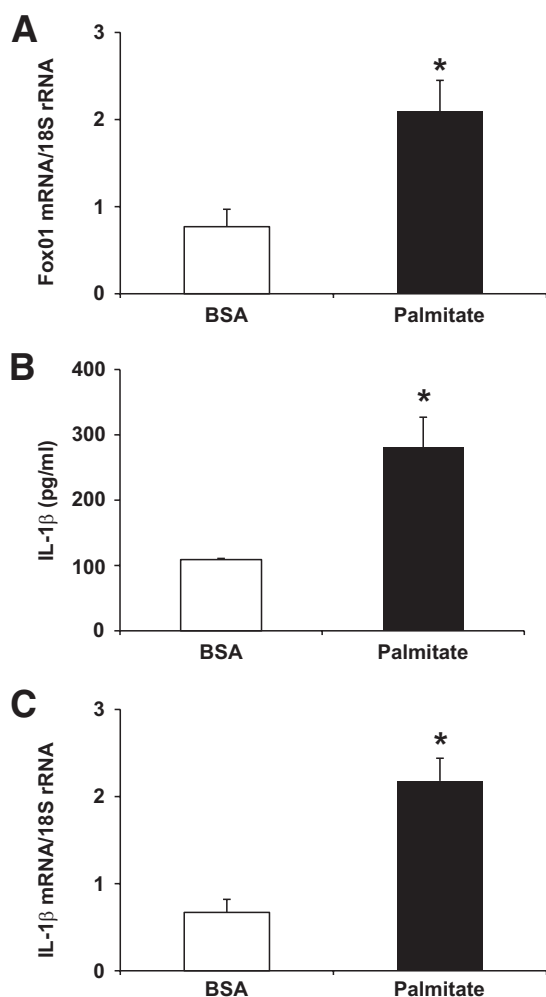 A
Fox01 mRNA/18S rRNA
3
2
1
0
*
BSA Palmitate
B
IL-1β (pg/ml)
400
300
200
100
0
*
BSA Palmitate
C
IL-1β mRNA/18S rRNA
3
2
1
0
*
BSA Palmitate